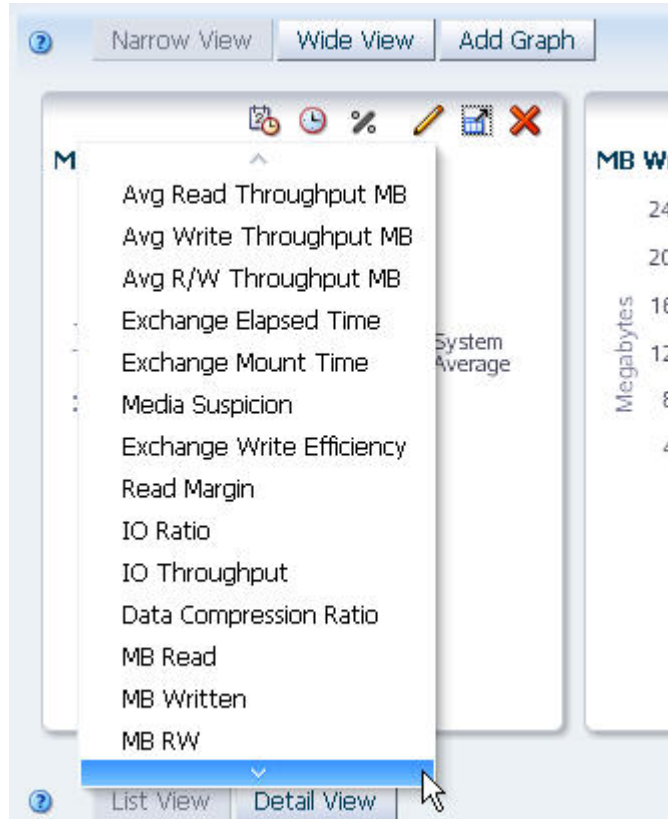 Narrow View Wide View Add Graph
M
MB W
Avg Read Throughput MB
Avg Write Throughput MB
Avg R/W Throughput MB
Exchange Elapsed Time
Exchange Mount Time
Media Suspicion
Exchange Write Efficiency
Read Margin
IO Ratio
IO Throughput
Data Compression Ratio
MB Read
MB Written
MB RW
System
Average
Megabytes
24
20
16
12
8
4
List View Detail View